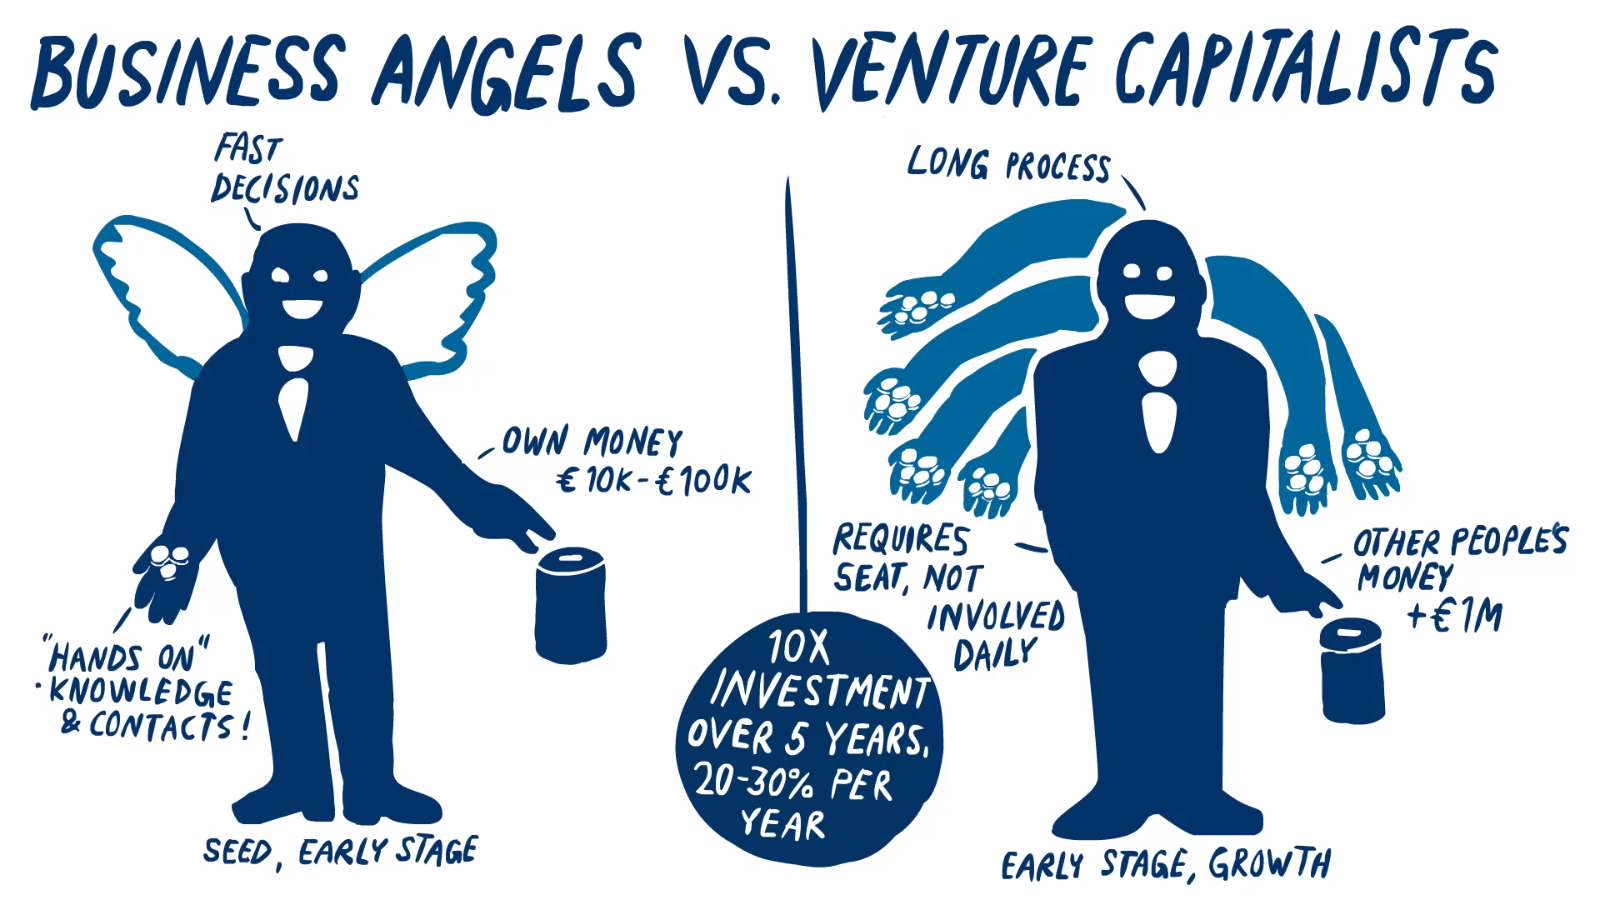 BUSINESS ANGELS VS. VENTURE CAPITALISTS
FAST
DECISIONS
OWN MONEY
€10K-€100K
"HANDS ON"
·KNOWLEDGE
& CONTACTS!
SEED, EARLY STAGE
10X
INVESTMENT
OVER 5 YEARS.
20-30% PER
YEAR
LONG PROCESS
REQUIRES
SEAT, NOT
INVOLVED
DAILY
OTHER PEOPLE'S
MONEY
+€1M
EARLY STAGE, GROWTH